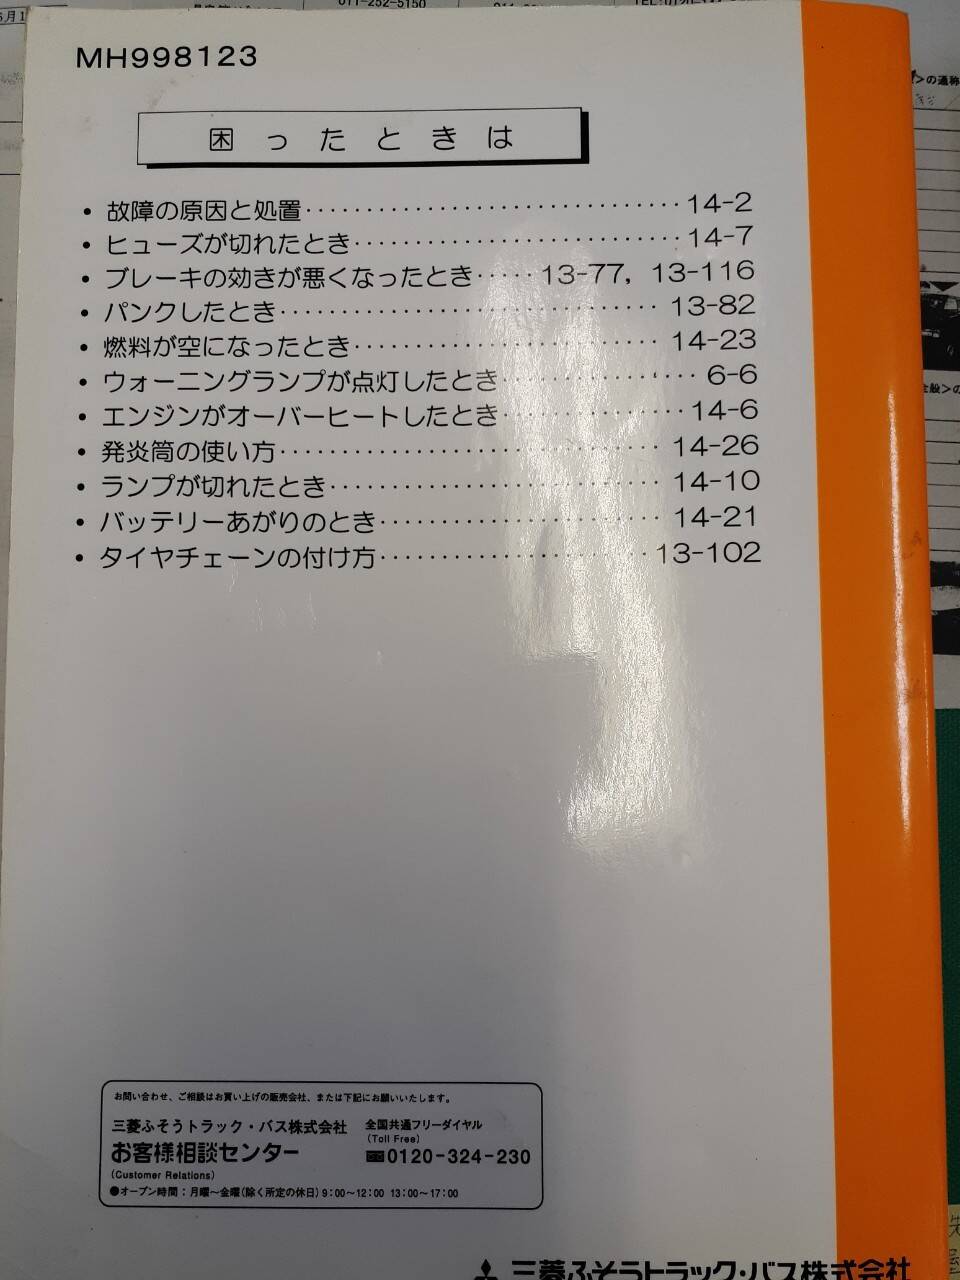 011-252-5150
MH998123
困ったときは
• 故障の原因と処置································14-2
• ヒューズが切れたとき····························14-7
• ブレーキの効きが悪くなったとき·····13-77, 13-116
• パンクしたとき································13-82
• 燃料が空になったとき··························14-23
• ウォーニングランプが点灯したとき················6-6
• エンジンがオーバーヒートしたとき···············14-6
• 発炎筒の使い方································14-26
• ランプが切れたとき····························14-10
• バッテリーあがりのとき························14-21
• タイヤチェーンの付け方······················13-102
お問い合わせ、ご相談はお買い上げの販売会社、または下記にお願いいたします。
三菱ふそうトラック・バス株式会社 全国共通フリーダイヤル
(Toll Free)
お客様相談センター 0120-324-230
(Customer Relations)
●オープン時間：月曜～金曜(除く所定の休日) 9：00～12：00 13：00～17：00
三菱ふそうトラック・バス株式会社
>の通称